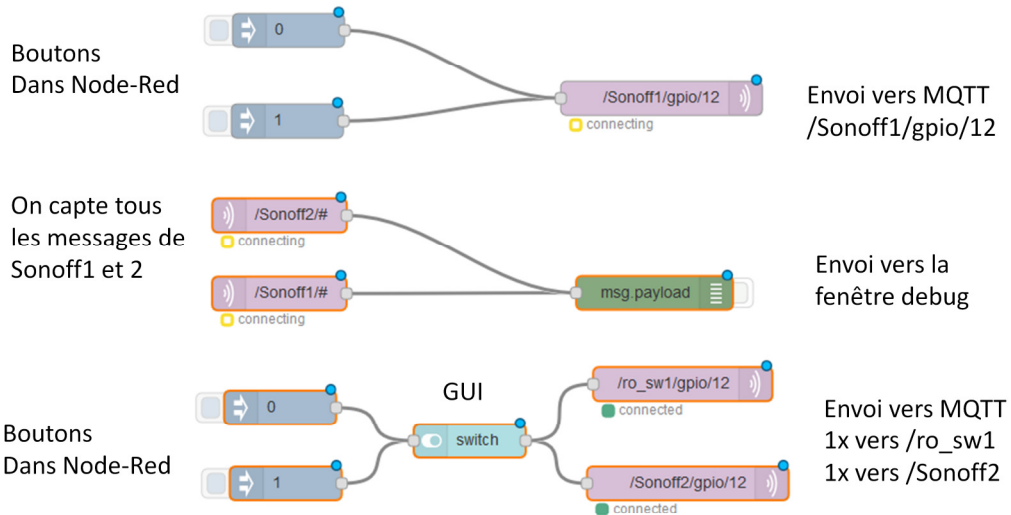 Boutons
Dans Node-Red
0
1
/Sonoff1/gpio/12
connecting
Envoi vers MQTT
/Sonoff1/gpio/12
On capte tous
les messages de
Sonoff1 et 2
/Sonoff2/#
connecting
/Sonoff1/#
connecting
msg.payload
Envoi vers la
fenêtre debug
Boutons
Dans Node-Red
0
1
GUI
switch
/ro_sw1/gpio/12
connected
/Sonoff2/gpio/12
connected
Envoi vers MQTT
1x vers /ro_sw1
1x vers /Sonoff2